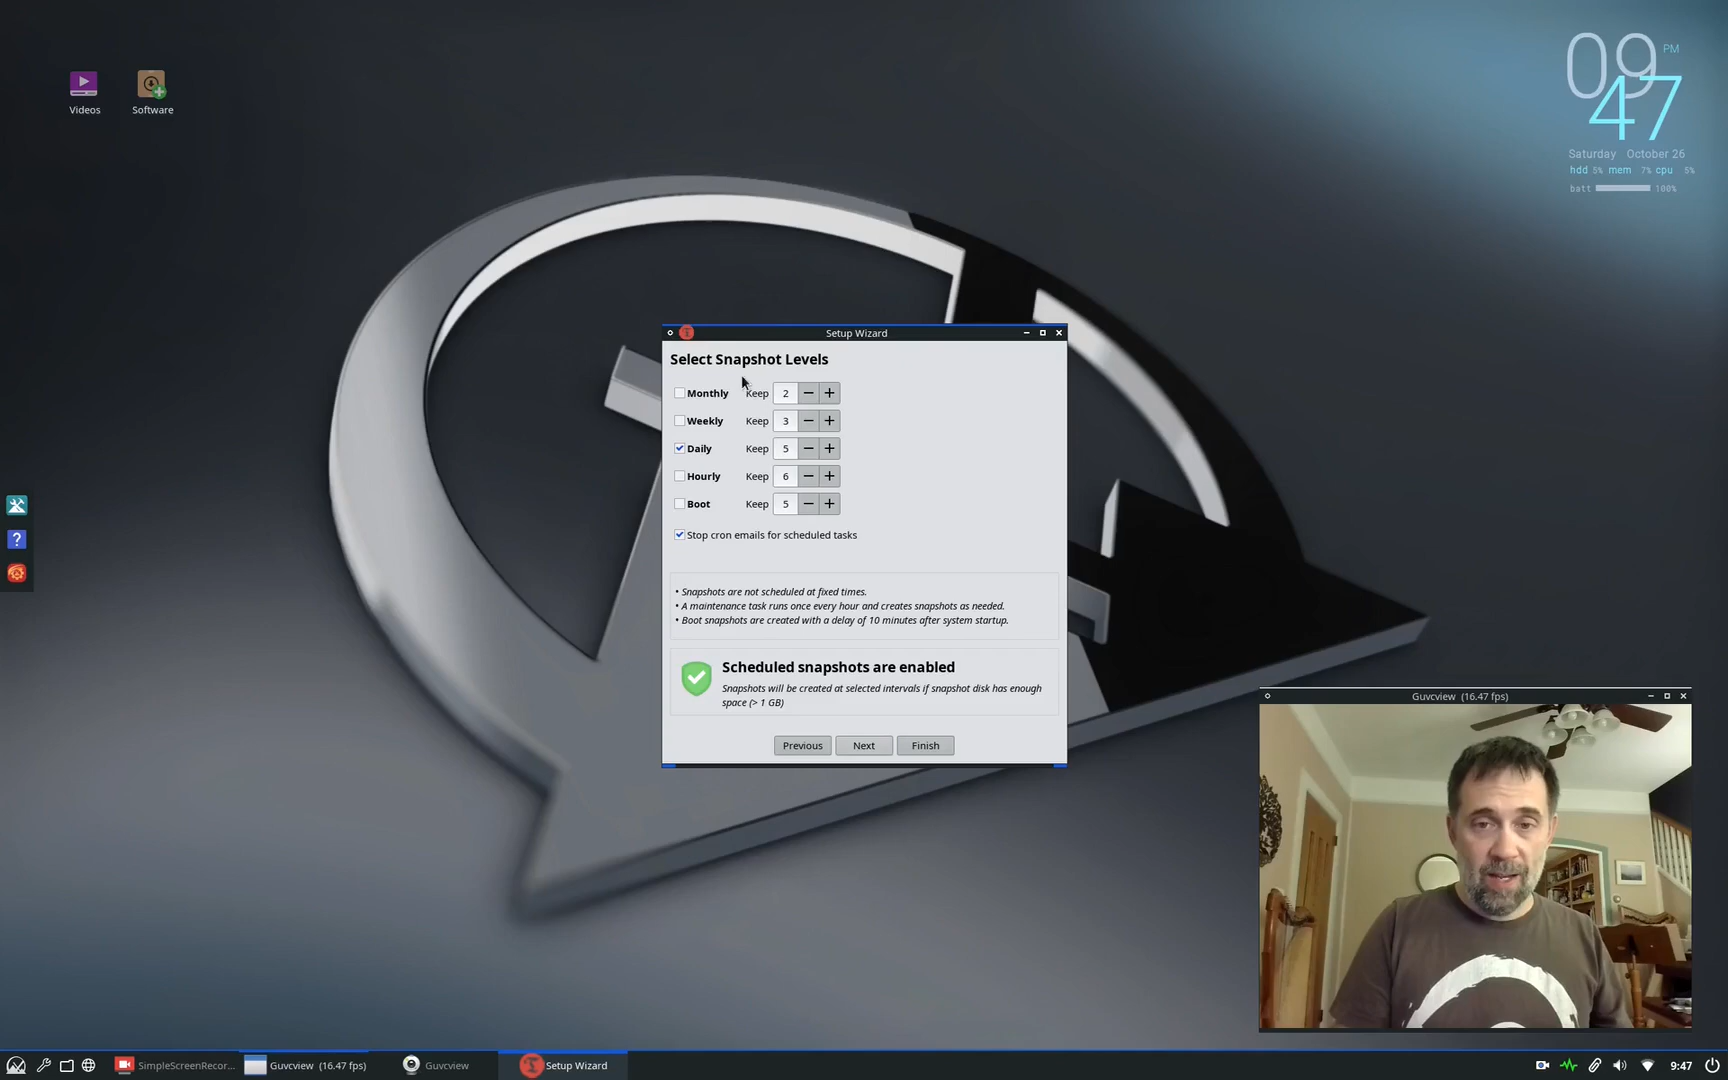 Videos
Software
09 PM
47
Saturday October 26
hdd 5% mem 7% cpu 5%
batt 100%
Setup Wizard
Select Snapshot Levels
Monthly Keep 2 − +
Weekly Keep 3 − +
Daily Keep 5 − +
Hourly Keep 6 − +
Boot Keep 5 − +
Stop cron emails for scheduled tasks
• Snapshots are not scheduled at fixed times.
• A maintenance task runs once every hour and creates snapshots as needed.
• Boot snapshots are created with a delay of 10 minutes after system startup.
Scheduled snapshots are enabled
Snapshots will be created at selected intervals if snapshot disk has enough
space (> 1 GB)
Previous Next Finish
?
Guvcview (16.47 fps)
SimpleScreenRecor...
Guvcview (16.47 fps)
Guvcview
Setup Wizard
9:47